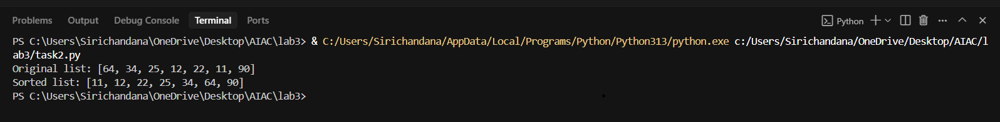 Problems Output Debug Console Terminal Ports Python
PS C:\Users\Sirichandana\OneDrive\Desktop\AIAC\lab3> & C:/Users/Sirichandana/AppData/Local/Programs/Python/Python313/python.exe c:/Users/Sirichandana/OneDrive/Desktop/AIAC/l
ab3/task2.py
Original list: [64, 34, 25, 12, 22, 11, 90]
Sorted list: [11, 12, 22, 25, 34, 64, 90]
PS C:\Users\Sirichandana\OneDrive\Desktop\AIAC\lab3>